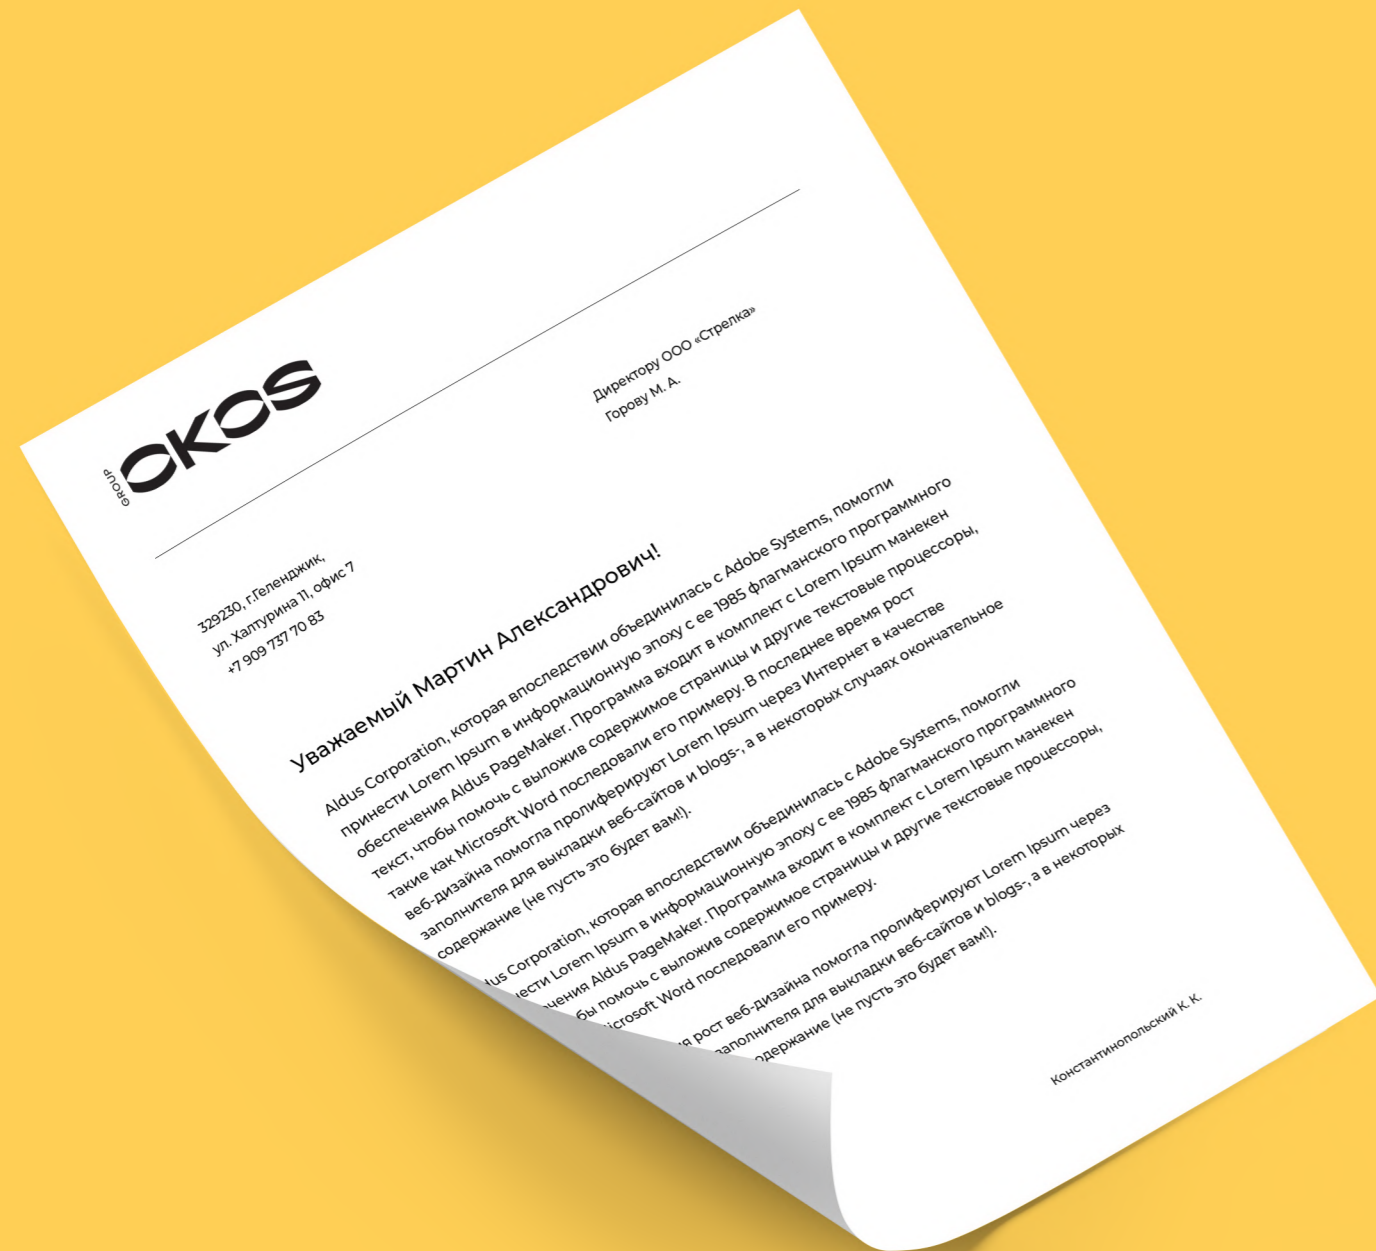 GROUP
OKOS
Директору ООО «Стрелка»
Горову М. А.
329230, г.Геленджик,
ул. Халтурина 11, офис 7
+7 909 737 70 83
Уважаемый Мартин Александрович!
Aldus Corporation, которая впоследствии объединилась с Adobe Systems, помогли
принести Lorem Ipsum в информационную эпоху с ее 1985 флагманского программного
обеспечения Aldus PageMaker. Программа входит в комплект с Lorem Ipsum манекен
текст, чтобы помочь с выложив содержимое страницы и другие текстовые процессоры,
такие как Microsoft Word последовали его примеру. В последнее время рост
веб-дизайна помогла пролиферируют Lorem Ipsum через Интернет в качестве
заполнителя для выкладки веб-сайтов и blogs-, а в некоторых случаях окончательное
содержание (не пусть это будет вам!).
Corporation, которая впоследствии объединилась с Adobe Systems, помогли
Lorem Ipsum в информационную эпоху с ее 1985 флагманского программного
Aldus PageMaker. Программа входит в комплект с Lorem Ipsum манекен
помочь с выложив содержимое страницы и другие текстовые процессоры,
Word последовали его примеру.
рост веб-дизайна помогла пролиферируют Lorem Ipsum через
заполнителя для выкладки веб-сайтов и blogs-, а в некоторых
(не пусть это будет вам!).
Константинопольский К. К.